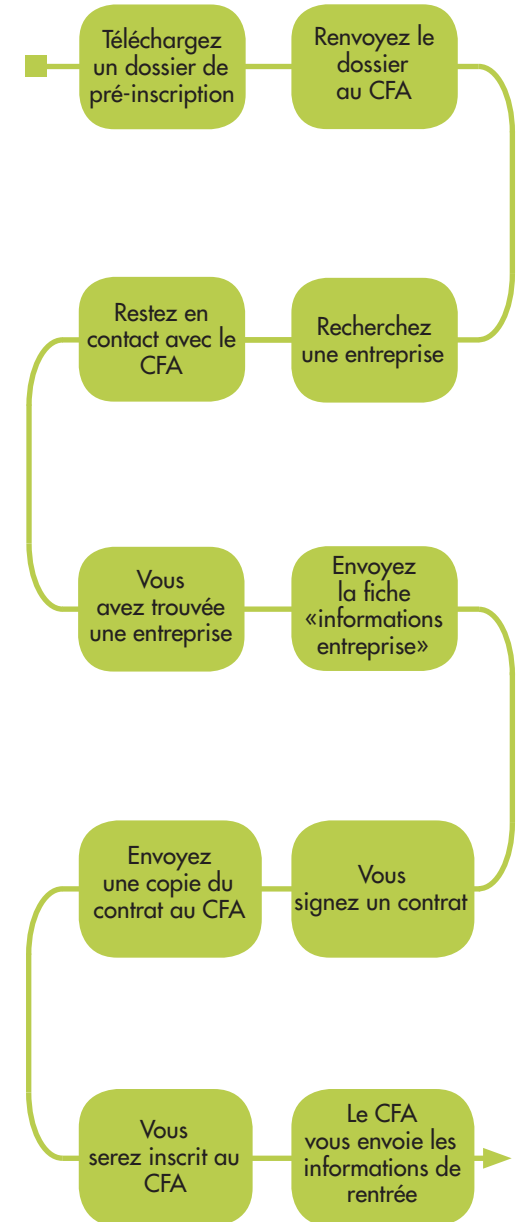 Téléchargez
un dossier de
pré-inscription
Renvoyez le
dossier
au CFA
Recherchez
une entreprise
Restez en
contact avec le
CFA
Vous
avez trouvée
une entreprise
Envoyez
la fiche
«informations
entreprise»
Vous
signez un contrat
Envoyez
une copie du
contrat au CFA
Vous
serez inscrit au
CFA
Le CFA
vous envoie les
informations de
rentrée